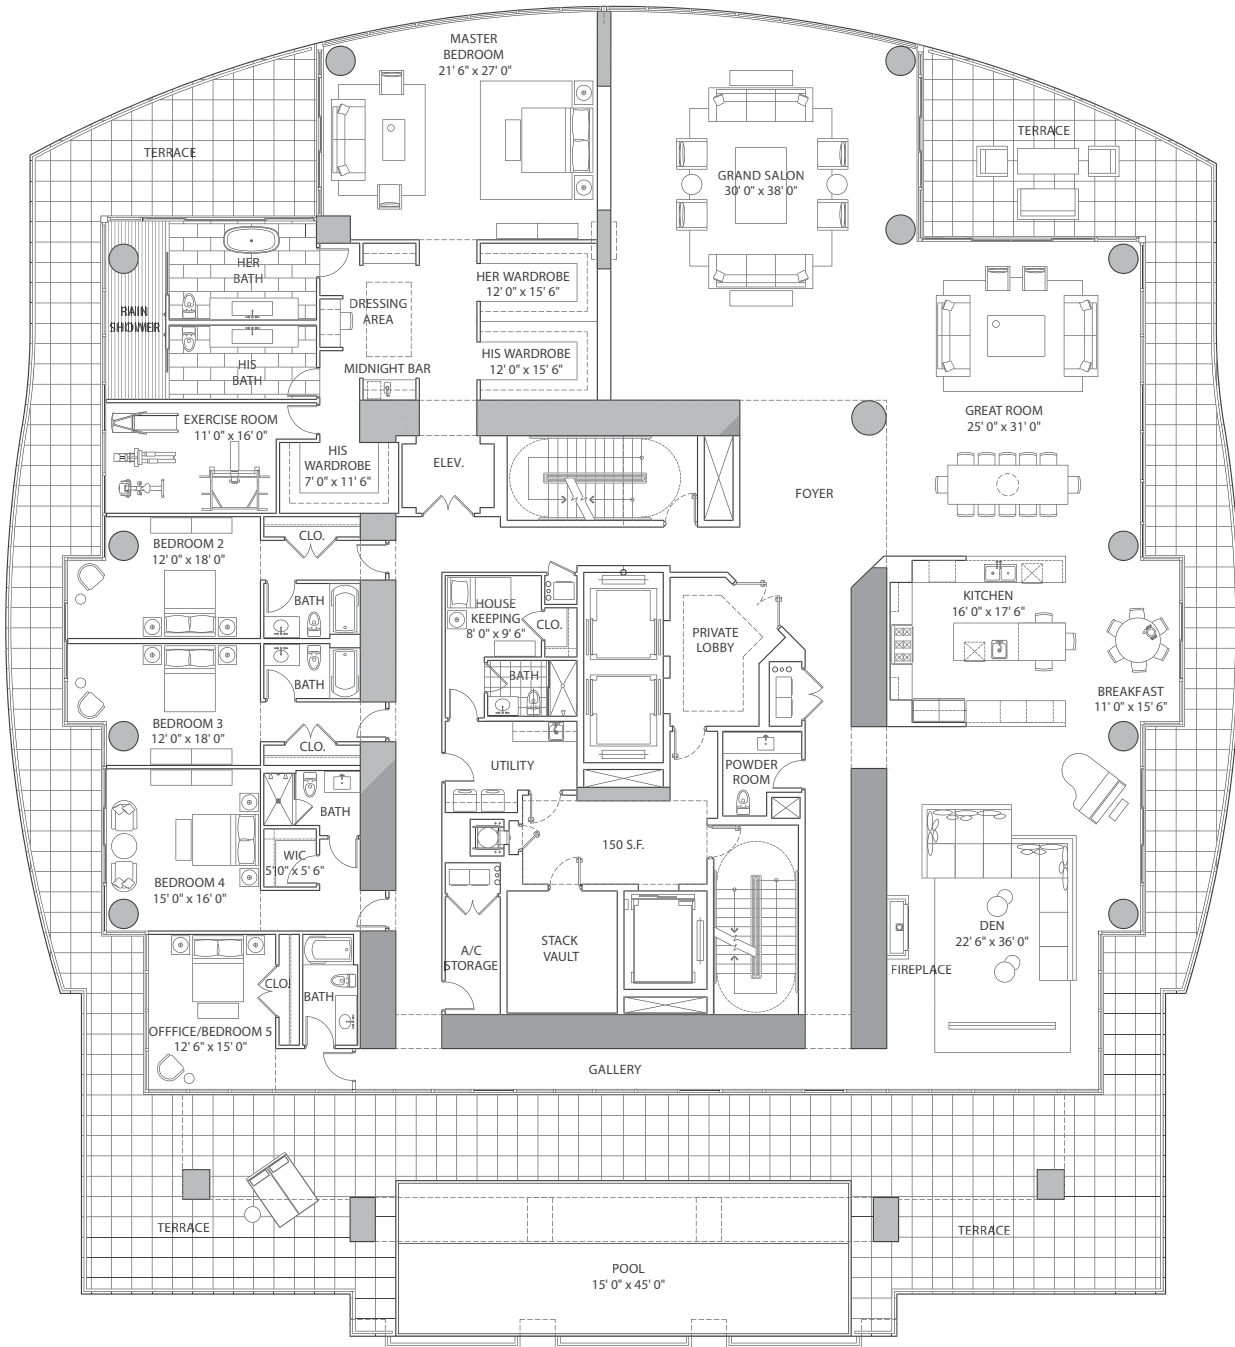 MASTER
BEDROOM
21' 6" x 27' 0"
TERRACE
TERRACE
GRAND SALON
30' 0" x 38' 0"
HER
BATH
HER WARDROBE
12' 0" x 15' 6"
RAIN
SHOWER
DRESSING
AREA
HIS
BATH
MIDNIGHT BAR
HIS WARDROBE
12' 0" x 15' 6"
EXERCISE ROOM
11' 0" x 16' 0"
HIS
WARDROBE
7' 0" x 11' 6"
ELEV.
FOYER
GREAT ROOM
25' 0" x 31' 0"
BEDROOM 2
12' 0" x 18' 0"
CLO.
BATH
HOUSE
KEEPING
8' 0" x 9' 6"
CLO.
PRIVATE
LOBBY
KITCHEN
16' 0" x 17' 6"
BATH
BATH
BEDROOM 3
12' 0" x 18' 0"
CLO.
BREAKFAST
11' 0" x 15' 6"
UTILITY
POWDER
ROOM
BATH
WIC
5' 0" x 5' 6"
150 S.F.
BEDROOM 4
15' 0" x 16' 0"
A/C
STORAGE
STACK
VAULT
DEN
22' 6" x 36' 0"
FIREPLACE
CLO.
BATH
OFFFICE/BEDROOM 5
12' 6" x 15' 0"
GALLERY
TERRACE
TERRACE
POOL
15' 0" x 45' 0"